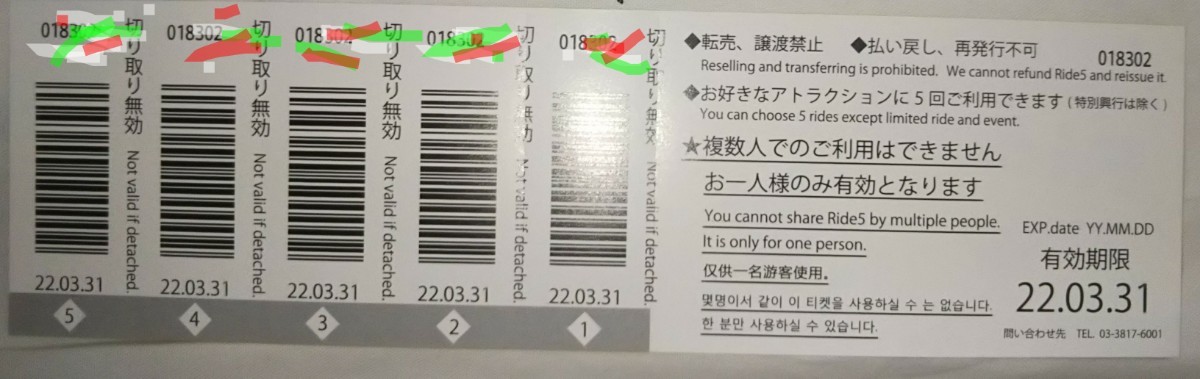 018302
018302
018302
018302
018302
切り取り無効 Not valid if detached.
切り取り無効 Not valid if detached.
切り取り無効 Not valid if detached.
切り取り無効 Not valid if detached.
切り取り無効 Not valid if detached.
22.03.31
22.03.31
22.03.31
22.03.31
22.03.31
5
4
3
2
1
◆転売、譲渡禁止 ◆払い戻し、再発行不可
018302
Reselling and transferring is prohibited. We cannot refund Ride5 and reissue it.
◆お好きなアトラクションに5回ご利用できます(特別興行は除く)
You can choose 5 rides except limited ride and event.
★複数人でのご利用はできません
お一人様のみ有効となります
You cannot share Ride5 by multiple people.
It is only for one person.
仅供一名游客使用。
몇명이서 같이 이 티켓을 사용하실 수 는 없습니다.
한 분만 사용하실 수 있습니다.
EXP.date YY.MM.DD
有効期限
22.03.31
問い合わせ先 TEL. 03-3817-6001